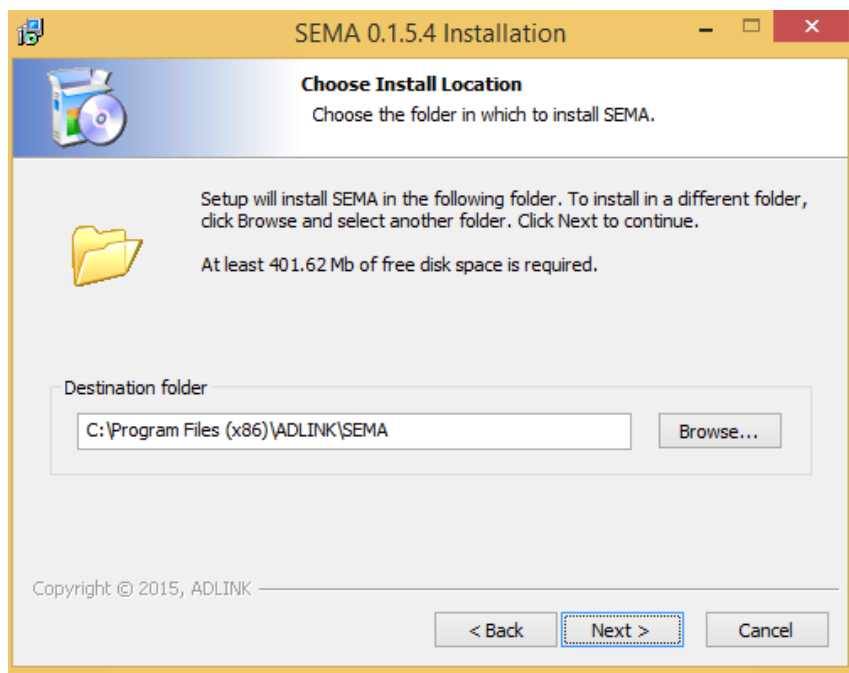 SEMA 0.1.5.4 Installation
Choose Install Location
Choose the folder in which to install SEMA.
Setup will install SEMA in the following folder. To install in a different folder,
click Browse and select another folder. Click Next to continue.
At least 401.62 Mb of free disk space is required.
Destination folder
C:\Program Files (x86)\ADLINK\SEMA
Browse...
Copyright © 2015, ADLINK
< Back
Next >
Cancel